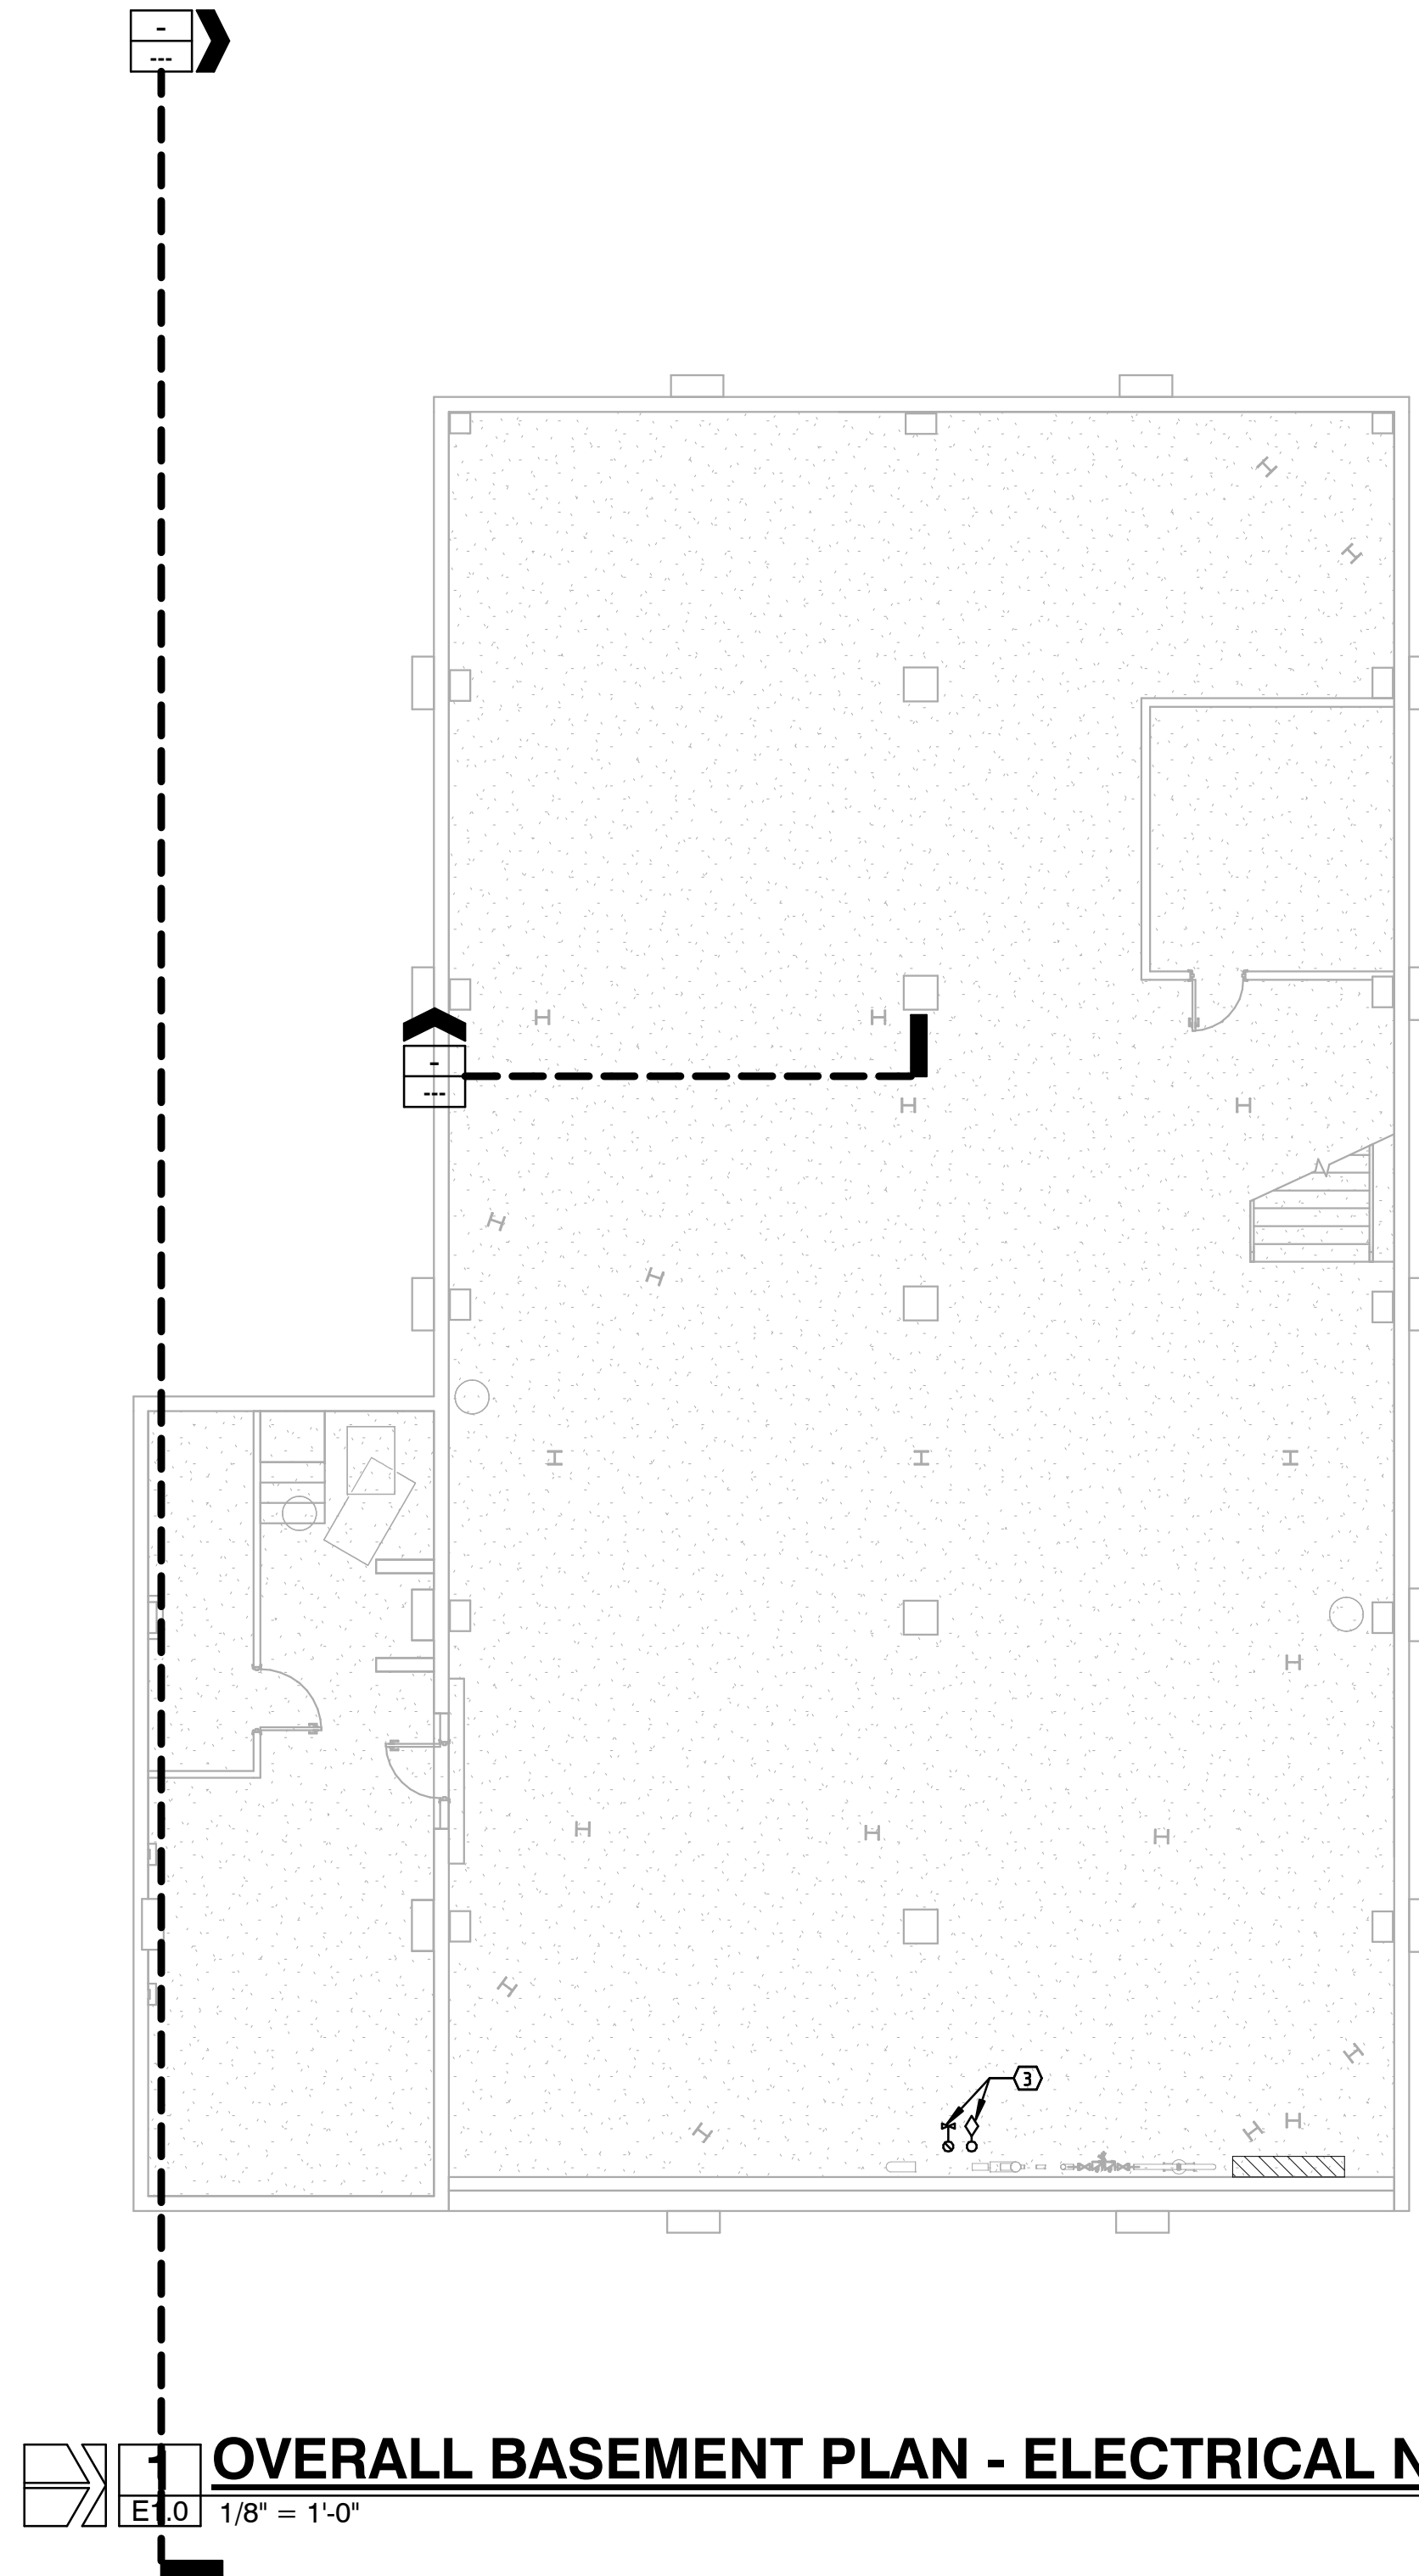 -
---
-
---
3
1
OVERALL BASEMENT PLAN - ELECTRICAL N
E1.0
1/8" = 1'-0"